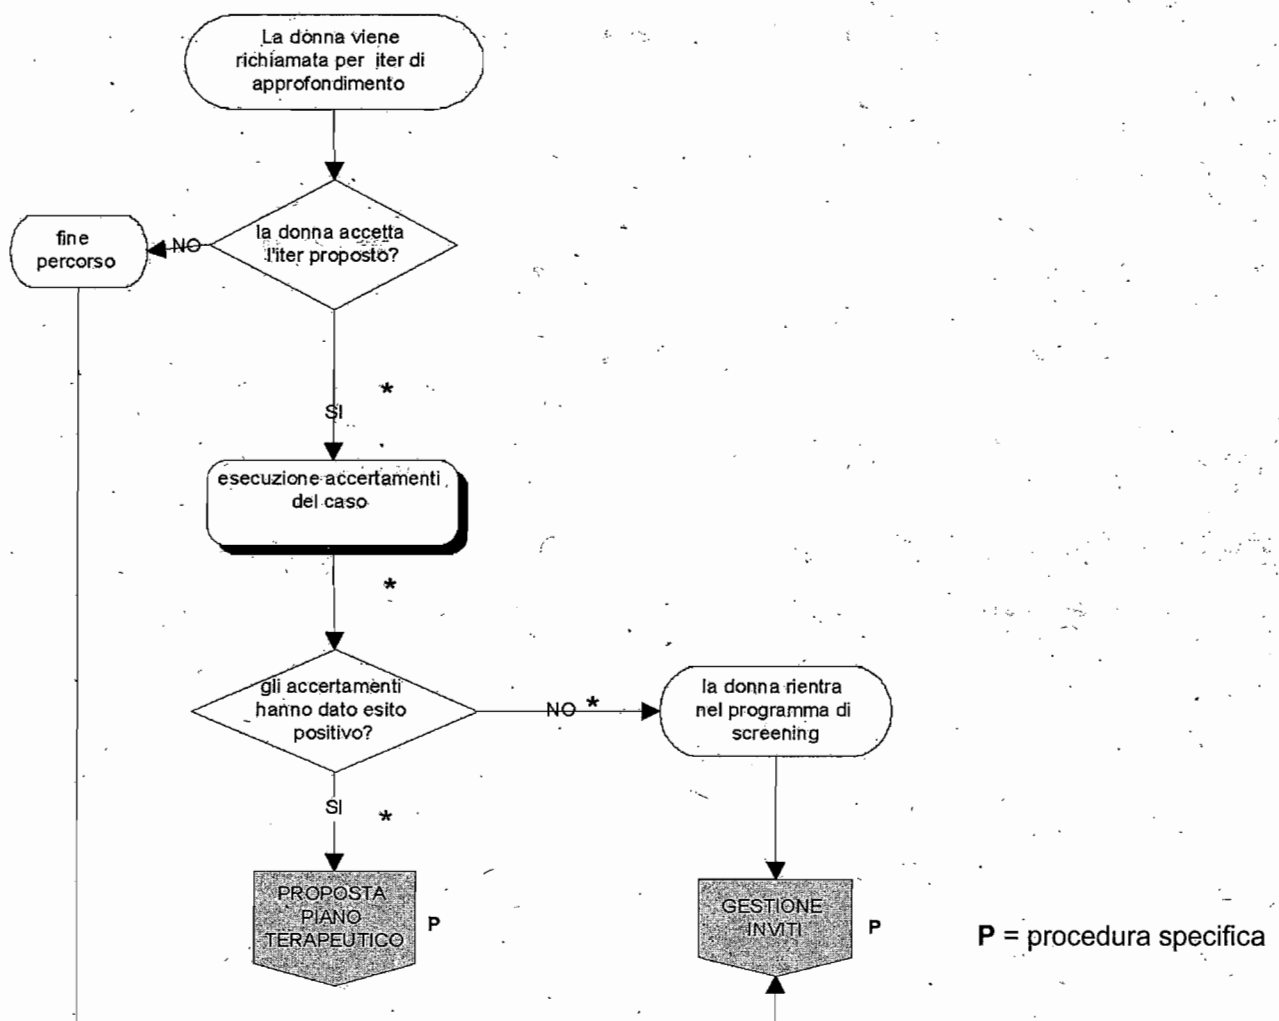 La donna viene
richiamata per iter di
approfondimento
la donna accetta
l'iter proposto?
NO
fine
percorso
SI
*
esecuzione accertamenti
del caso
*
gli accertamenti
hanno dato esito
positivo?
NO *
la donna rientra
nel programma di
screening
SI
*
PROPOSTA
PIANO
TERAPEUTICO
P
GESTIONE
INVITI
P
P = procedura specifica